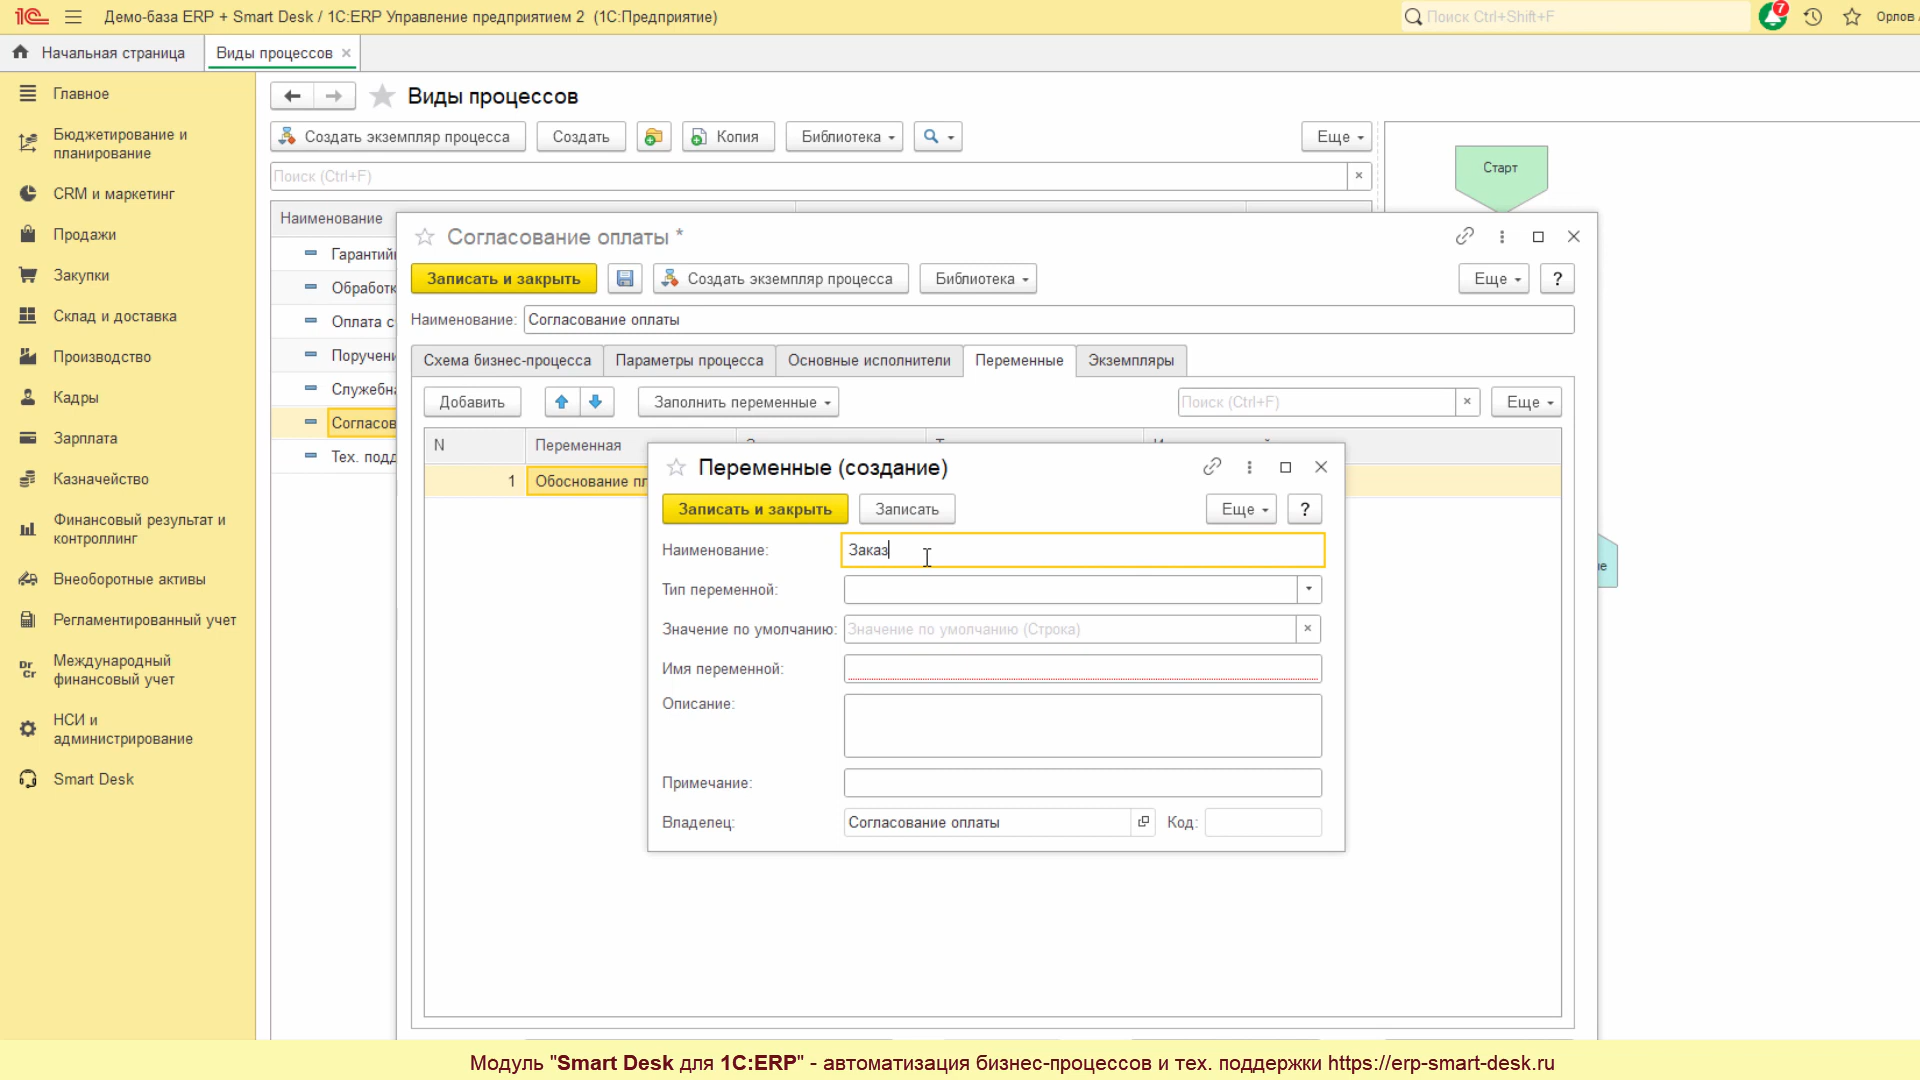 Демо-база ERP + Smart Desk / 1С:ERP Управление предприятием 2 (1С:Предприятие)
Поиск Ctrl+Shift+F
7
Орлов
Начальная страница
Виды процессов
Главное
Бюджетирование и
планирование
CRM и маркетинг
Продажи
Закупки
Склад и доставка
Производство
Кадры
Зарплата
Казначейство
Финансовый результат и
контроллинг
Внеоборотные активы
Регламентированный учет
Dr
Cr
Международный
финансовый учет
НСИ и
администрирование
Smart Desk
Виды процессов
Создать экземпляр процесса
Создать
Копия
Библиотека
Еще
Поиск (Ctrl+F)
Наименование
Гарантий
Обработк
Оплата с
Поручени
Служебна
Согласов
Тех. подд
Старт
ие
Согласование оплаты *
Записать и закрыть
Создать экземпляр процесса
Библиотека
Еще
?
Наименование:
Согласование оплаты
Схема бизнес-процесса
Параметры процесса
Основные исполнители
Переменные
Экземпляры
Добавить
Заполнить переменные
Поиск (Ctrl+F)
Еще
N
Переменная
1
Обоснование пл
Переменные (создание)
Записать и закрыть
Записать
Еще
?
Наименование:
Заказ
Тип переменной:
Значение по умолчанию:
Значение по умолчанию (Строка)
Имя переменной:
Описание:
Примечание:
Владелец:
Согласование оплаты
Код:
Модуль "Smart Desk для 1С:ERP" - автоматизация бизнес-процессов и тех. поддержки https://erp-smart-desk.ru